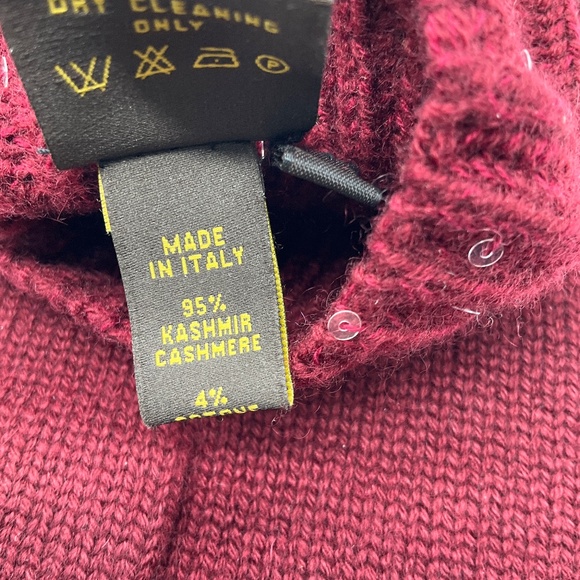 DRY CLEANING
ONLY
P
MADE
IN ITALY
95%
KASHMIR
CASHMERE
4%